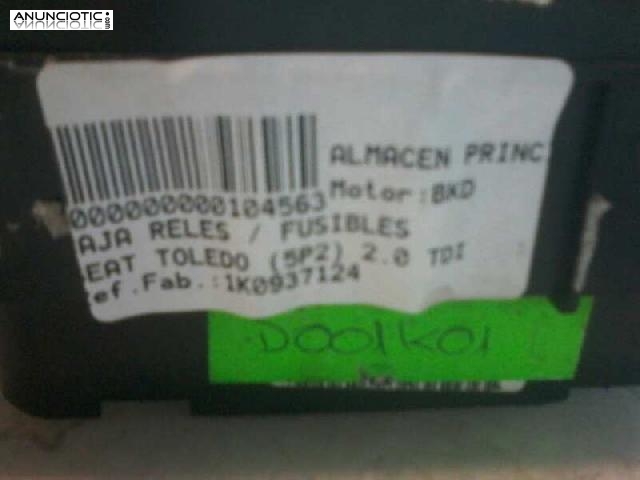 ANUNCIOTIC.com
ALMACEN PRINC
Motor:BKD
000000000104563
AJA RELES / FUSIBLES
EAT TOLEDO (5P2) 2.0 TDI
ef.Fab.:1K0937124
D001K01